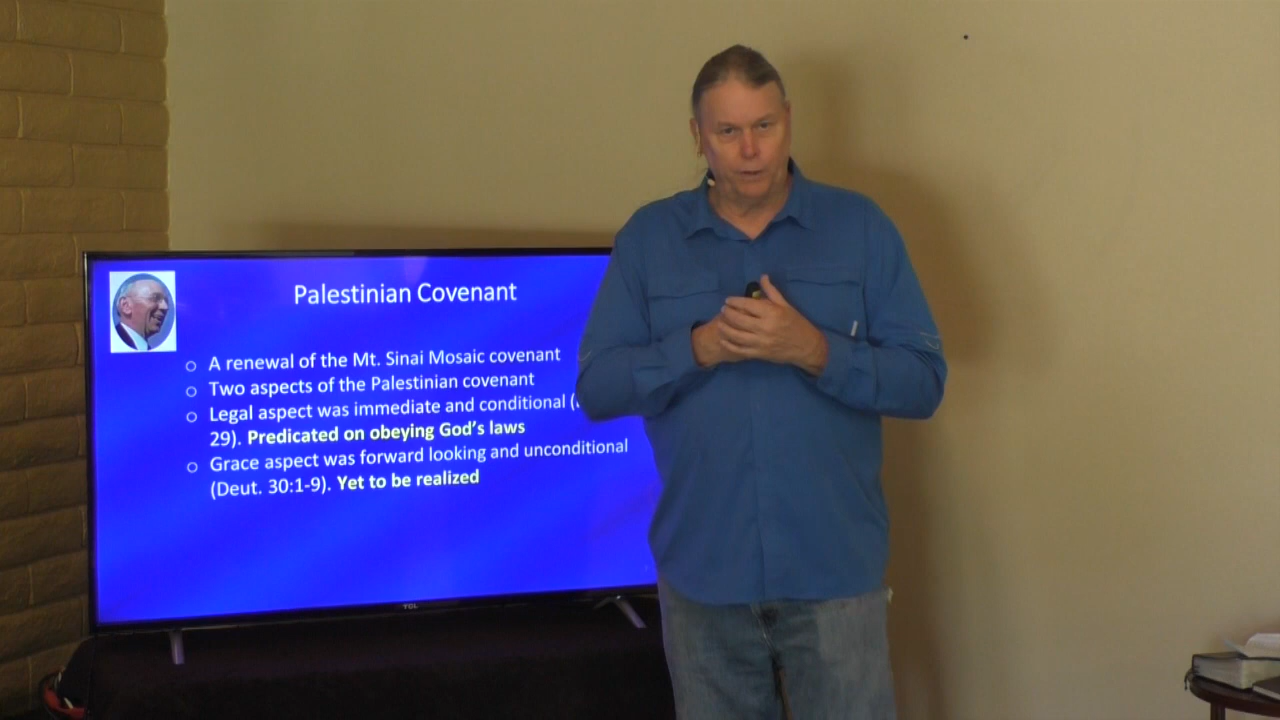 Palestinian Covenant
○ A renewal of the Mt. Sinai Mosaic covenant
○ Two aspects of the Palestinian covenant
○ Legal aspect was immediate and conditional (
29). Predicated on obeying God's laws
○ Grace aspect was forward looking and unconditional
(Deut. 30:1-9). Yet to be realized
TCL